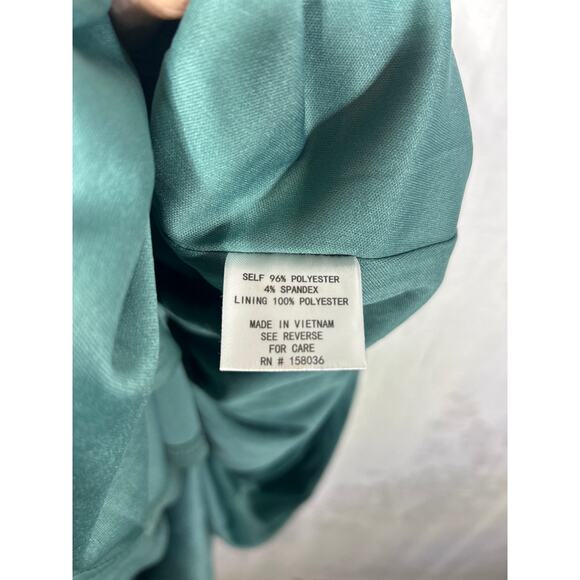 SELF 96% POLYESTER
4% SPANDEX
LINING 100% POLYESTER
MADE IN VIETNAM
SEE REVERSE
FOR CARE
RN # 158036